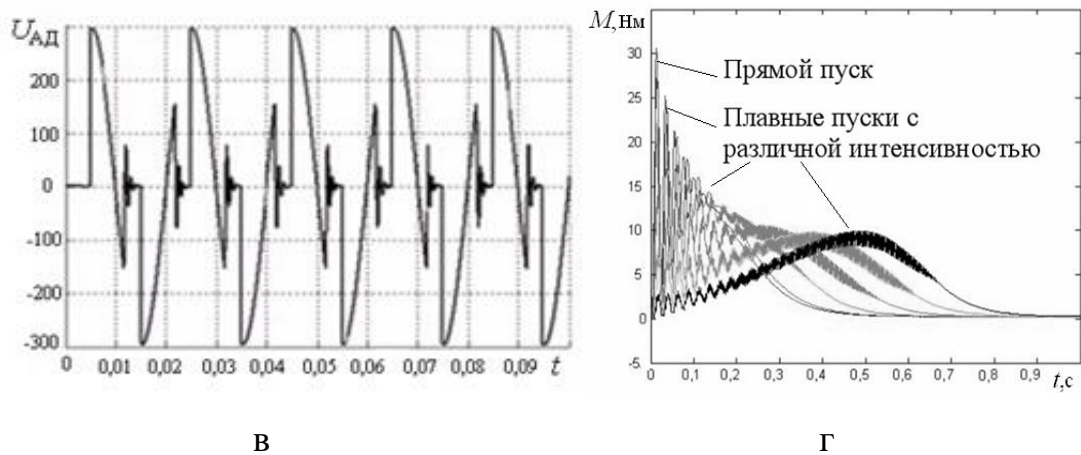 U АД
200
100
0
-100
-200
-300
0 0,01 0,02 0,03 0,04 0,05 0,06 0,07 0,08 0,09 t
в
М,Нм
30
25
20
15
10
5
0
-5
0 0,1 0,2 0,3 0,4 0,5 0,6 0,7 0,8 0,9 t,с
Прямой пуск
Плавные пуски с
различной интенсивностью
г